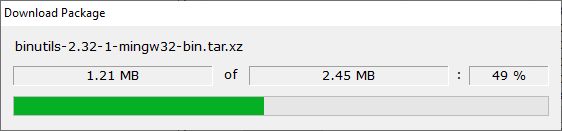 Download Package
binutils-2.32-1-mingw32-bin.tar.xz
1.21 MB of 2.45 MB : 49 %